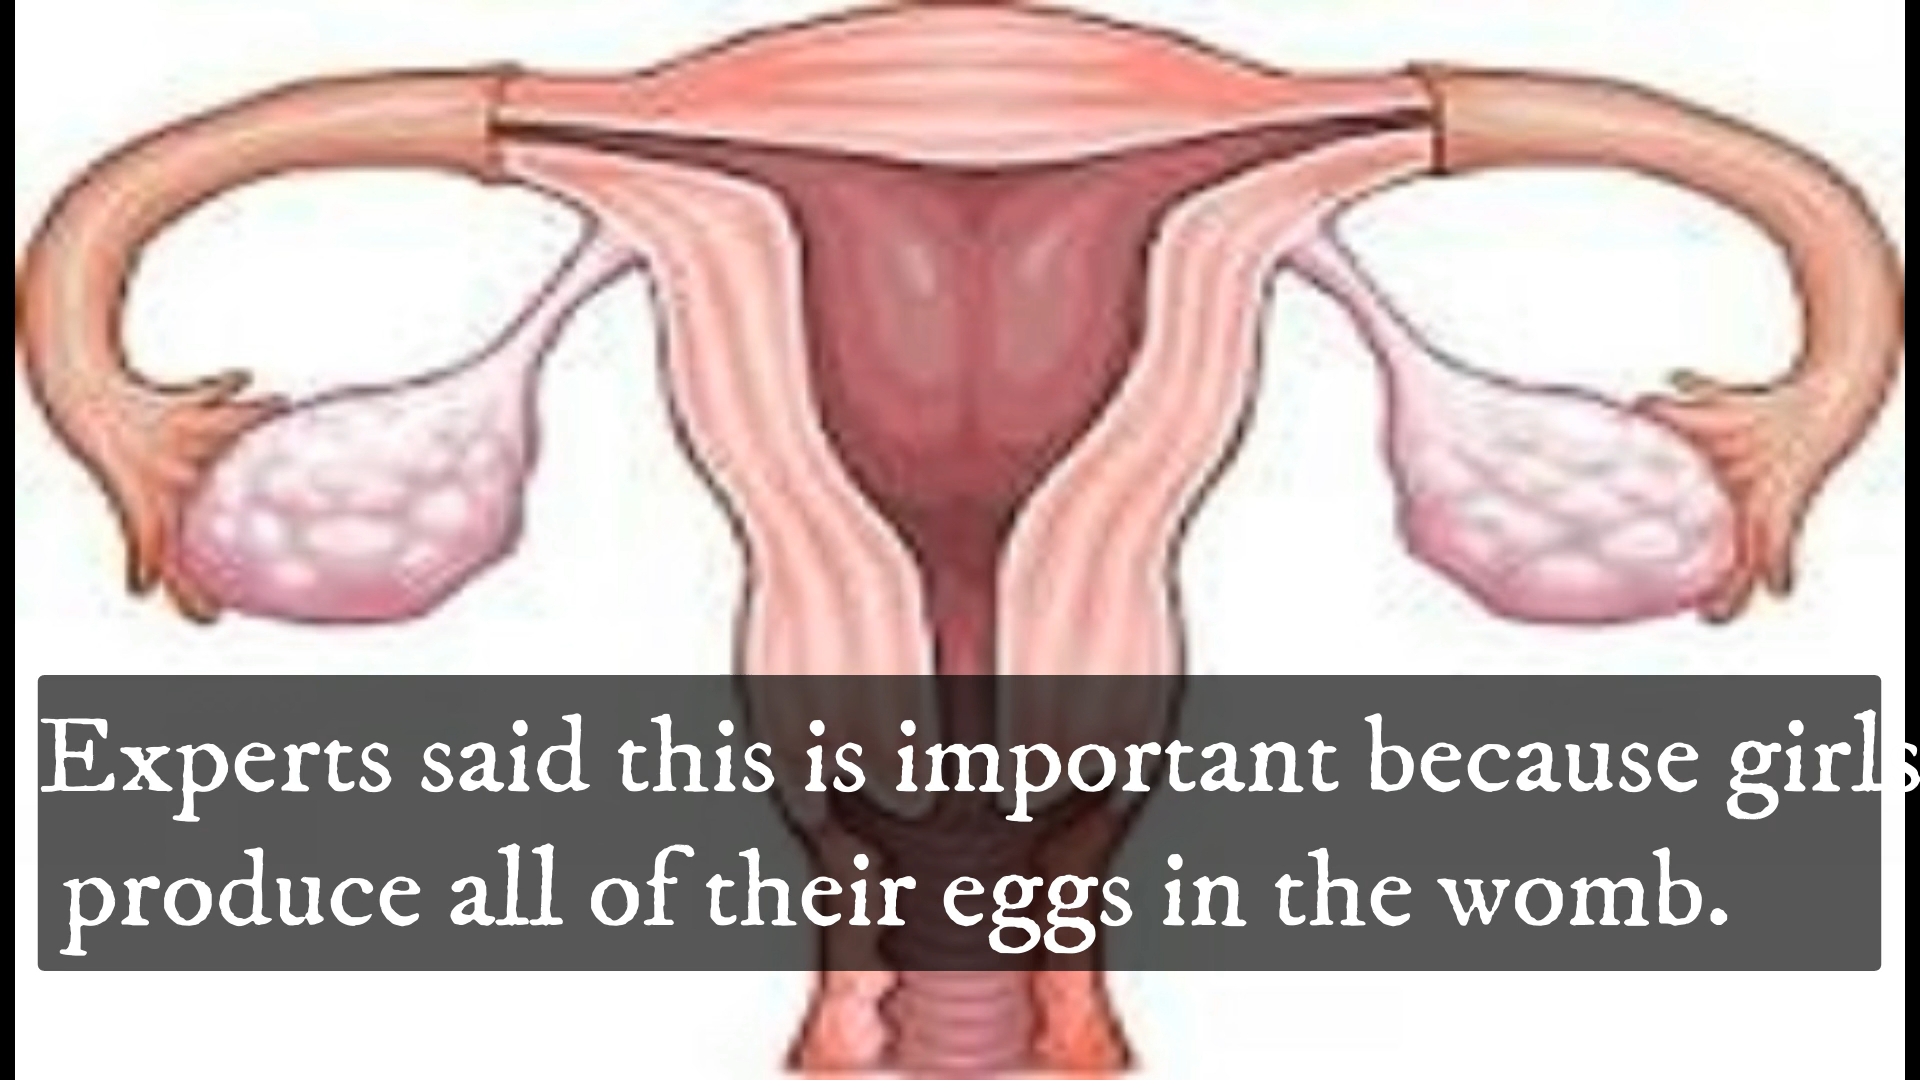 Experts said this is important because girls
produce all of their eggs in the womb.